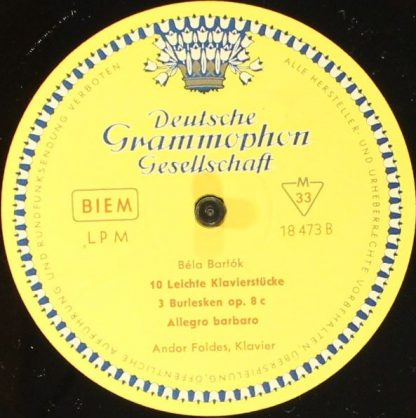 Deutsche
Grammophon
Gesellschaft
BIEM
LPM
M
33
18 473 B
Béla Bartók
10 Leichte Klavierstücke
3 Burlesken op. 8 c
Allegro barbaro
Andor Foldes, Klavier
ALLE HERSTELLER- UND URHEBERRECHTE VORBEHALTEN · ÜBERSPIELUNG, ÖFFENTLICHE AUFFÜHRUNG UND RUNDFUNKSENDUNG VERBOTEN